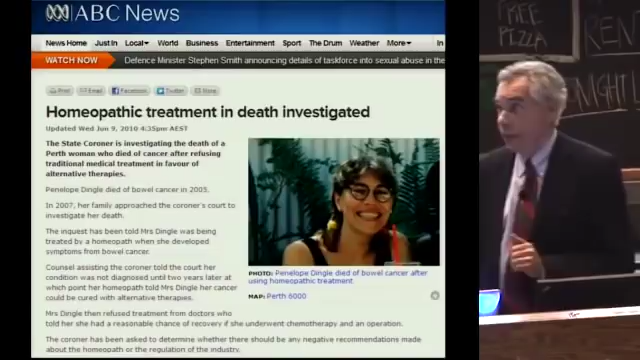 ABC News
News Home Just In Local World Business Entertainment Sport The Drum Weather More In
WATCH NOW Defence Minister Stephen Smith announcing details of taskforce into sexual abuse in the
Print Email Facebook Twitter More
Homeopathic treatment in death investigated
Updated Wed Jun 9, 2010 4:35pm AEST
The State Coroner is investigating the death of a
Perth woman who died of cancer after refusing
traditional medical treatment in favour of
alternative therapies.
Penelope Dingle died of bowel cancer in 2005.
In 2007, her family approached the coroner's court to
investigate her death.
The inquest has been told Mrs Dingle was being
treated by a homeopath when she developed
symptoms from bowel cancer.
Counsel assisting the coroner told the court her
condition was not diagnosed until two years later at
which point her homeopath told Mrs Dingle her cancer
could be cured with alternative therapies.
PHOTO: Penelope Dingle died of bowel cancer after
using homeopathic treatment
MAP: Perth 6000
Mrs Dingle then refused treatment from doctors who
told her she had a reasonable chance of recovery if she underwent chemotherapy and an operation.
The coroner has been asked to determine whether there should be any negative recommendations made
about the homeopath or the regulation of the industry.
FREE
PIZZA